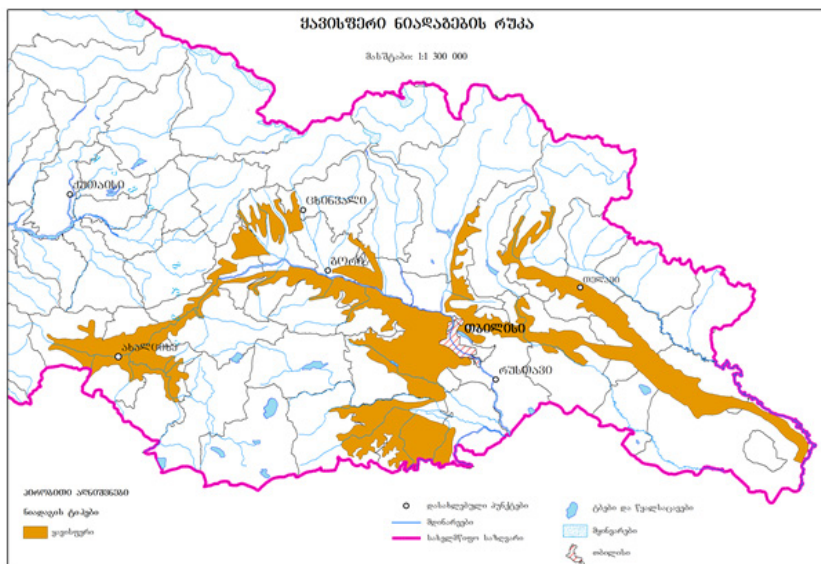 ყავისფერი ნიადაგების რუკა
მასშტაბი: 1:1 300 000
ქუთაისი
ცხინვალი
გორი
თელავი
თბილისი
ახალციხე
რუსთავი
პირობითი აღნიშვნები
ნიადაგის ტიპები
ყავისფერი
დასახლებული პუნქტები
მდინარეები
სახელმწიფო საზღვარი
ტბები და წყალსაცავები
მყინვარები
თბილისი